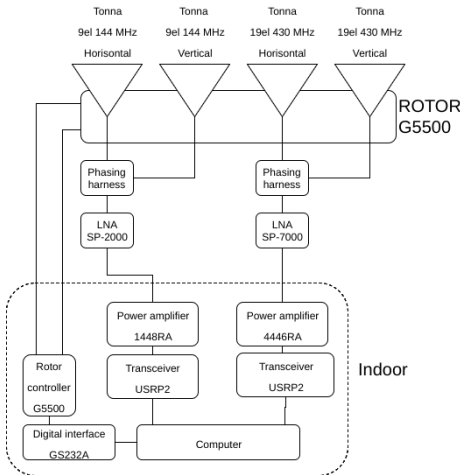 Tonna
9el 144 MHz
Horisontal
Tonna
9el 144 MHz
Vertical
Tonna
19el 430 MHz
Horisontal
Tonna
19el 430 MHz
Vertical
ROTOR
G5500
Phasing
harness
Phasing
harness
LNA
SP-2000
LNA
SP-7000
Power amplifier
1448RA
Power amplifier
4446RA
Indoor
Rotor
controller
G5500
Transceiver
USRP2
Transceiver
USRP2
Digital interface
GS232A
Computer